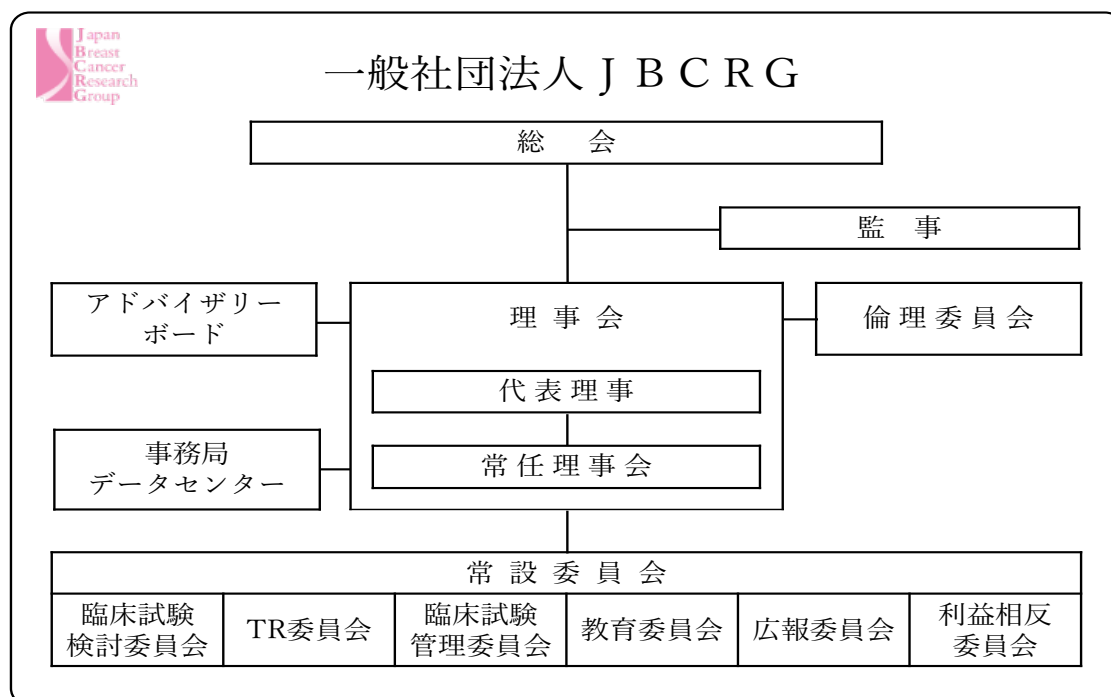 Japan
Breast
Cancer
Research
Group
一般社団法人ＪＢＣＲＧ
総　会
監　事
アドバイザリー
ボード
理事会
倫理委員会
代表理事
事務局
データセンター
常任理事会
常設委員会
臨床試験
検討委員会
TR委員会
臨床試験
管理委員会
教育委員会
広報委員会
利益相反
委員会